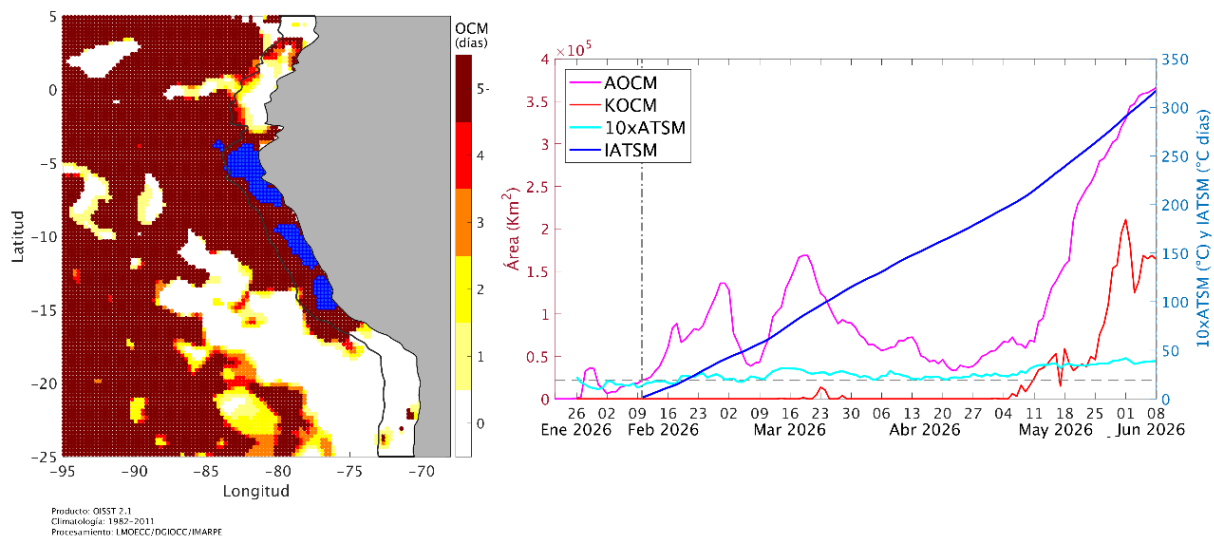 OCM
(días)
5
0
-5
-10
-15
-20
-25
Latitud
-95
-90
-85
-80
-75
-70
Longitud
5-
4
3
2
1
0
Producto: OISST 2.1
Climatología: 1982-2011
Procesamiento: LMOECC/DGIOCC/IMARPE
×10⁵
4
3.5
3
2.5
2
1.5
1
0.5
0
Área (Km²)
AOCM
KOCM
10xATSM
IATSM
350
300
250
200
150
100
50
0
10xATSM (°C) y IATSM (°C días)
26 02 09 16 23 02 09 16 23 30 06 13 20 27 04 11 18 25 01 08
Ene 2026 Feb 2026 Mar 2026 Abr 2026 May 2026 Jun 2026